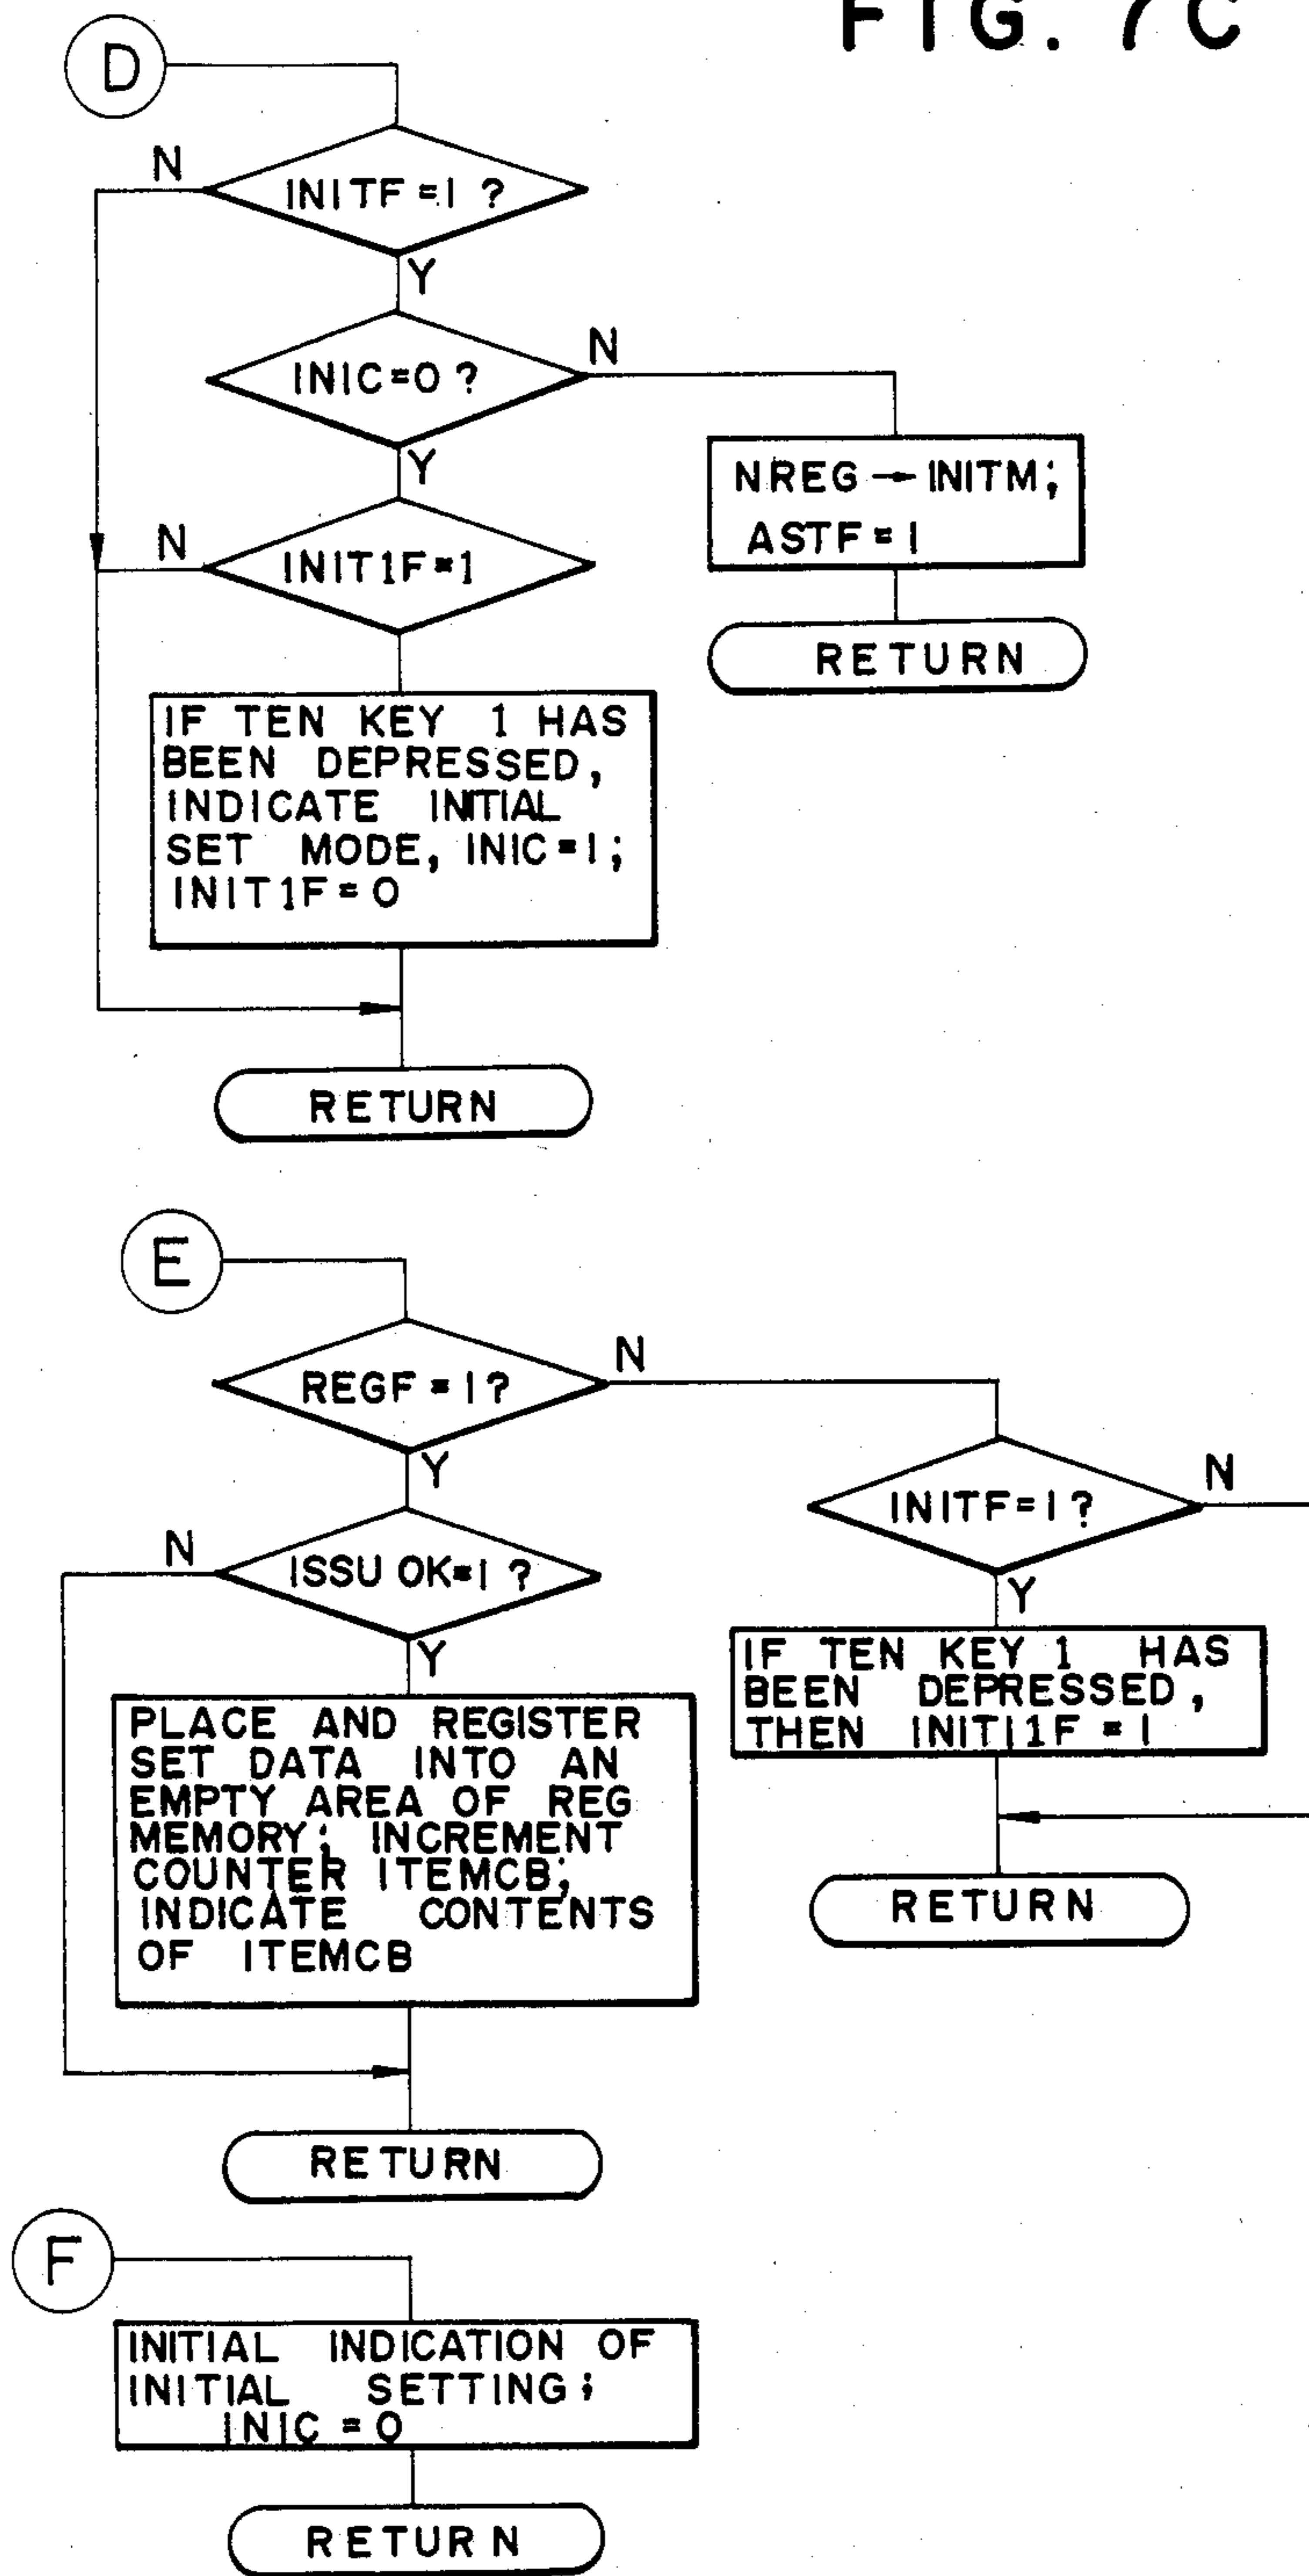 FIG. 7C
D
N
INITF=1 ?
Y
INIC=0 ?
N
Y
NREG → INITM;
ASTF=1
N
INIT1F=1
RETURN
IF TEN KEY 1 HAS
BEEN DEPRESSED,
INDICATE INITIAL
SET MODE, INIC=1;
INIT1F=0
RETURN
E
REGF=1?
N
Y
INITF=1?
N
N
ISSU OK=1 ?
Y
Y
IF TEN KEY 1 HAS
BEEN DEPRESSED,
THEN INITI1F=1
PLACE AND REGISTER
SET DATA INTO AN
EMPTY AREA OF REG
MEMORY; INCREMENT
COUNTER ITEMCB;
INDICATE CONTENTS
OF ITEMCB
RETURN
RETURN
F
INITIAL INDICATION OF
INITIAL SETTING;
INIC=0
RETURN